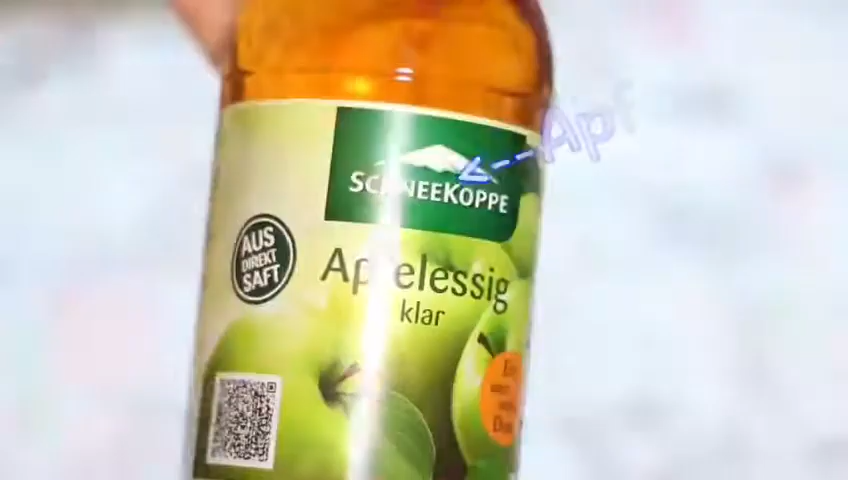 SCHNEEKOPPE
AUS
DIREKT
SAFT
Apfelessig
klar
Apf